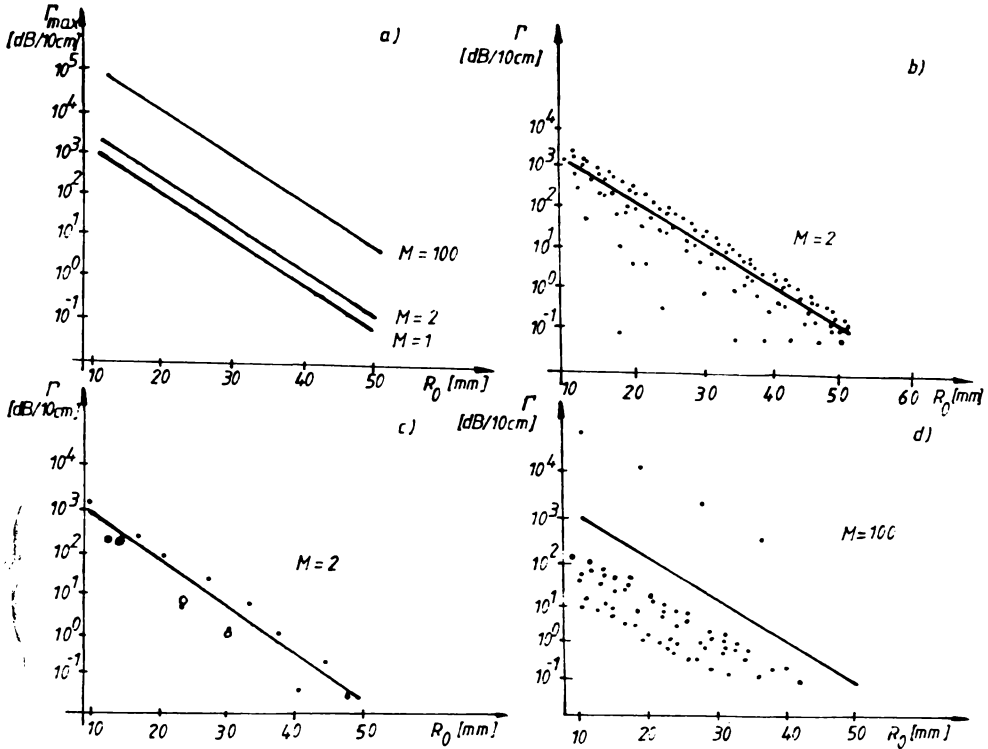 Γmax
[dB/10cm]
a)
10^5
10^4
10^3
10^2
10^1
10^0
10^-1
M = 100
M = 2
M = 1
10 20 30 40 50 R0 [mm]
Γ
[dB/10cm]
b)
10^4
10^3
10^2
10^1
10^0
10^-1
M = 2
10 20 30 40 50 60 R0 [mm]
Γ
[dB/10cm]
c)
10^4
10^3
10^2
10^1
10^0
10^-1
M = 2
10 20 30 40 50 R0 [mm]
Γ
[dB/10cm]
d)
10^4
10^3
10^2
10^1
10^0
10^-1
M = 100
10 20 30 40 50 R0 [mm]